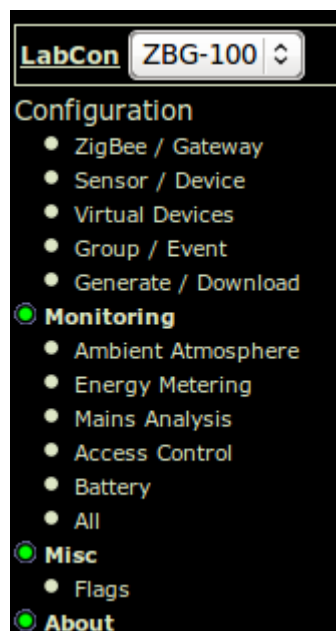 LabCon ZBG-100
Configuration
ZigBee / Gateway
Sensor / Device
Virtual Devices
Group / Event
Generate / Download
Monitoring
Ambient Atmosphere
Energy Metering
Mains Analysis
Access Control
Battery
All
Misc
Flags
About